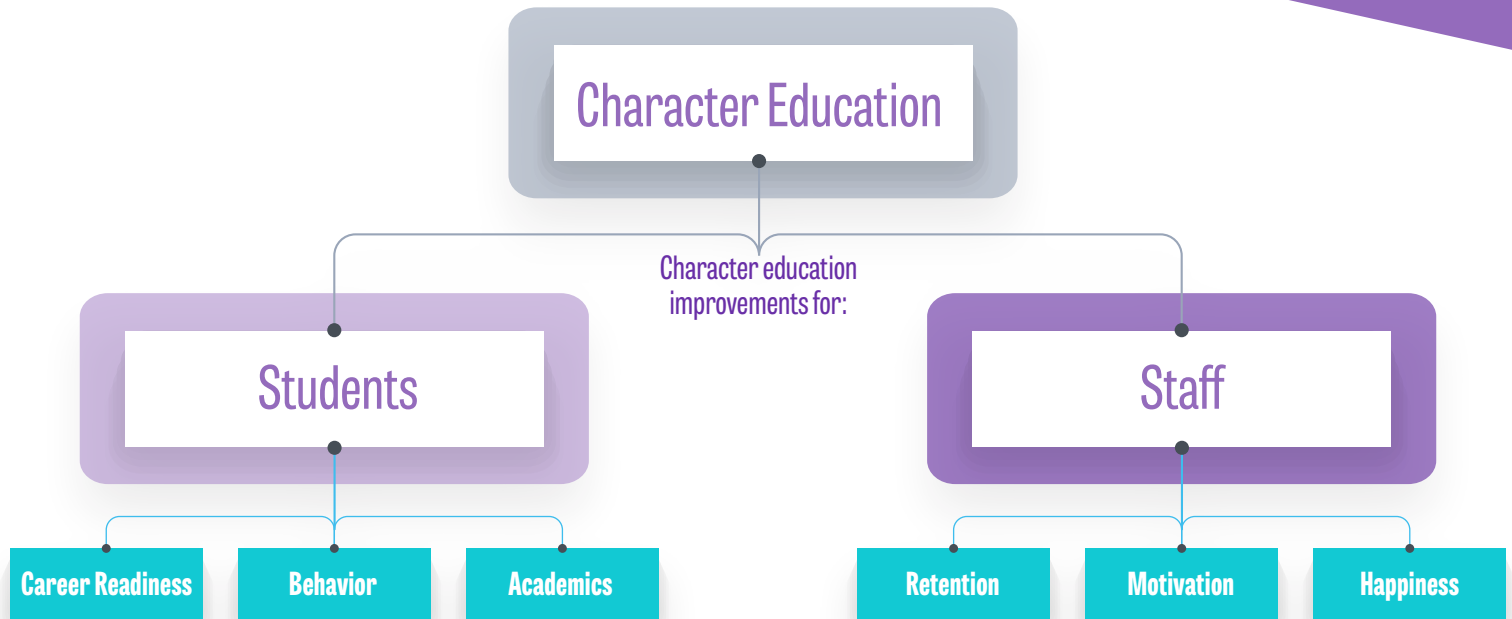 Character Education
Character education
improvements for:
Students
Staff
Career Readiness
Behavior
Academics
Retention
Motivation
Happiness